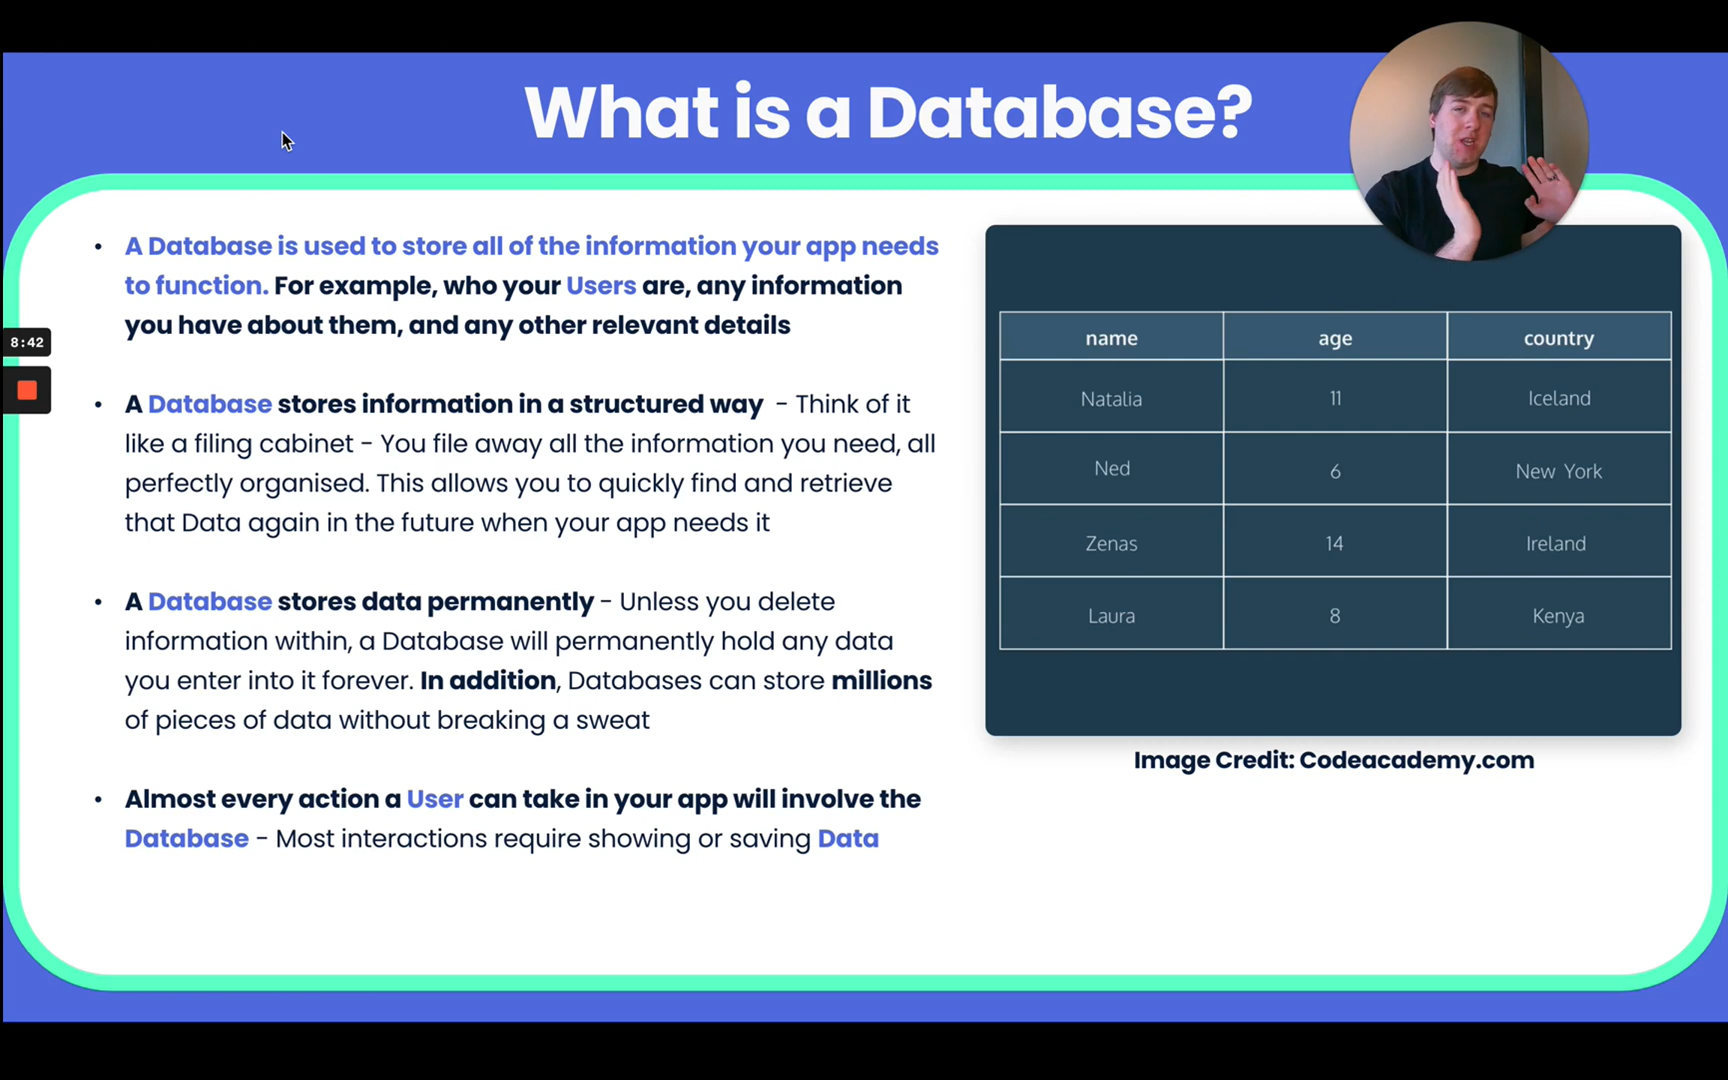 What is a Database?
• A Database is used to store all of the information your app needs
to function. For example, who your Users are, any information
you have about them, and any other relevant details
8:42
• A Database stores information in a structured way - Think of it
like a filing cabinet - You file away all the information you need, all
perfectly organised. This allows you to quickly find and retrieve
that Data again in the future when your app needs it
• A Database stores data permanently - Unless you delete
information within, a Database will permanently hold any data
you enter into it forever. In addition, Databases can store millions
of pieces of data without breaking a sweat
• Almost every action a User can take in your app will involve the
Database - Most interactions require showing or saving Data
name age country
Natalia 11 Iceland
Ned 6 New York
Zenas 14 Ireland
Laura 8 Kenya
Image Credit: Codeacademy.com